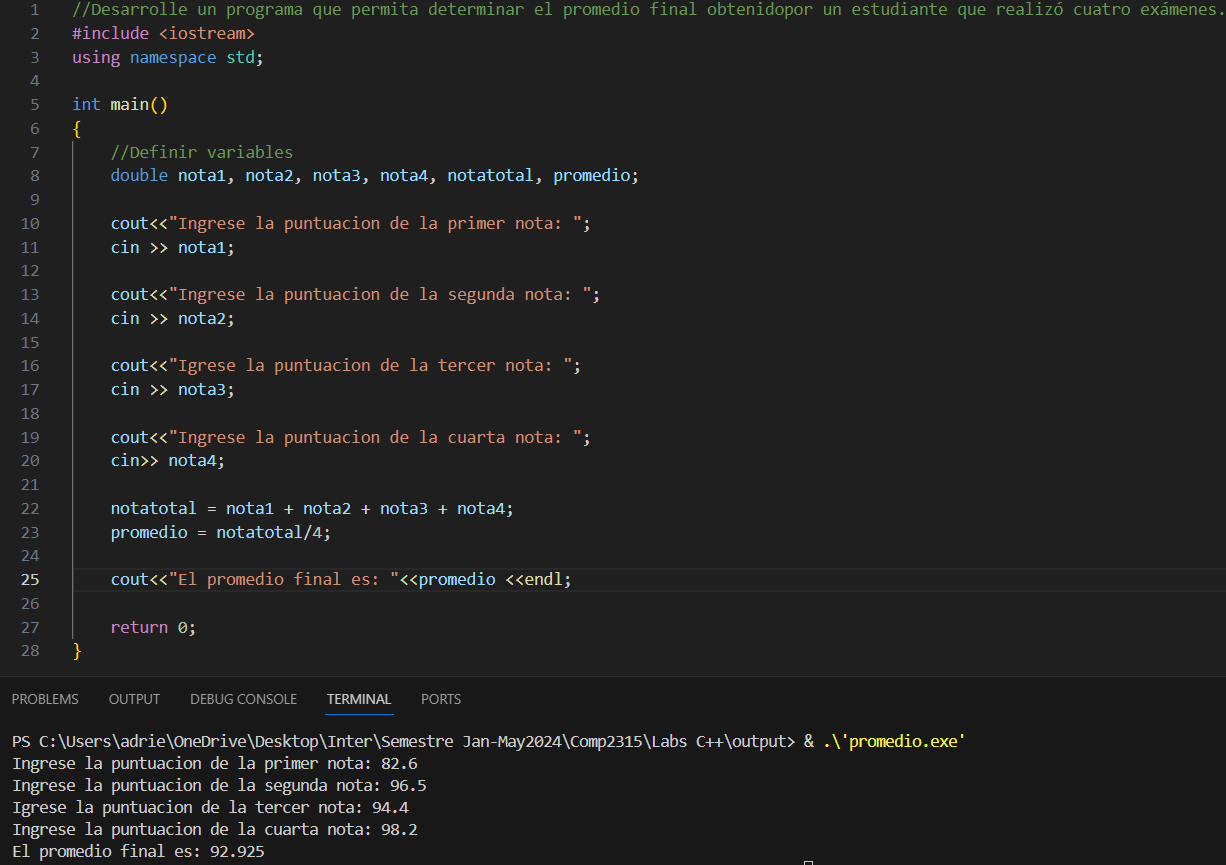 1 //Desarrolle un programa que permita determinar el promedio final obtenidopor un estudiante que realizó cuatro exámenes.
2 #include <iostream>
3 using namespace std;
4
5 int main()
6 {
7 //Definir variables
8 double nota1, nota2, nota3, nota4, notatotal, promedio;
9
10 cout<<"Ingrese la puntuacion de la primer nota: ";
11 cin >> nota1;
12
13 cout<<"Ingrese la puntuacion de la segunda nota: ";
14 cin >> nota2;
15
16 cout<<"Igrese la puntuacion de la tercer nota: ";
17 cin >> nota3;
18
19 cout<<"Ingrese la puntuacion de la cuarta nota: ";
20 cin>> nota4;
21
22 notatotal = nota1 + nota2 + nota3 + nota4;
23 promedio = notatotal/4;
24
25 cout<<"El promedio final es: "<<promedio <<endl;
26
27 return 0;
28 }
PROBLEMS OUTPUT DEBUG CONSOLE TERMINAL PORTS
PS C:\Users\adrie\OneDrive\Desktop\Inter\Semestre Jan-May2024\Comp2315\Labs C++\output> & .\'promedio.exe'
Ingrese la puntuacion de la primer nota: 82.6
Ingrese la puntuacion de la segunda nota: 96.5
Igrese la puntuacion de la tercer nota: 94.4
Ingrese la puntuacion de la cuarta nota: 98.2
El promedio final es: 92.925